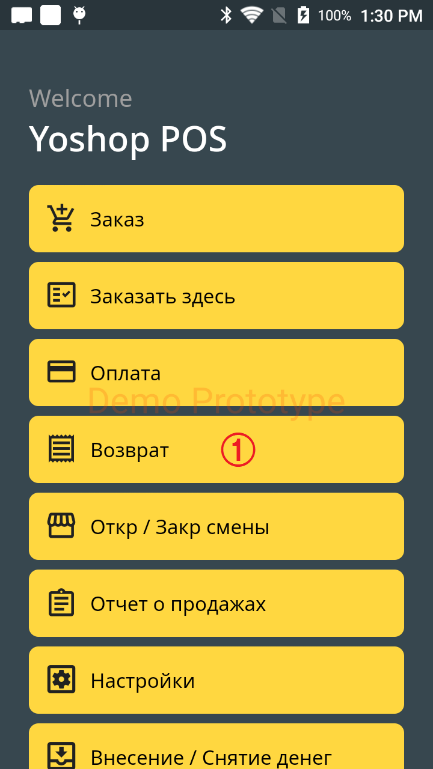 100% 1:30 PM
Welcome
Yoshop POS
Заказ
Заказать здесь
Оплата
Demo Prototype
Возврат ①
Откр / Закр смены
Отчет о продажах
Настройки
Внесение / Снятие денег